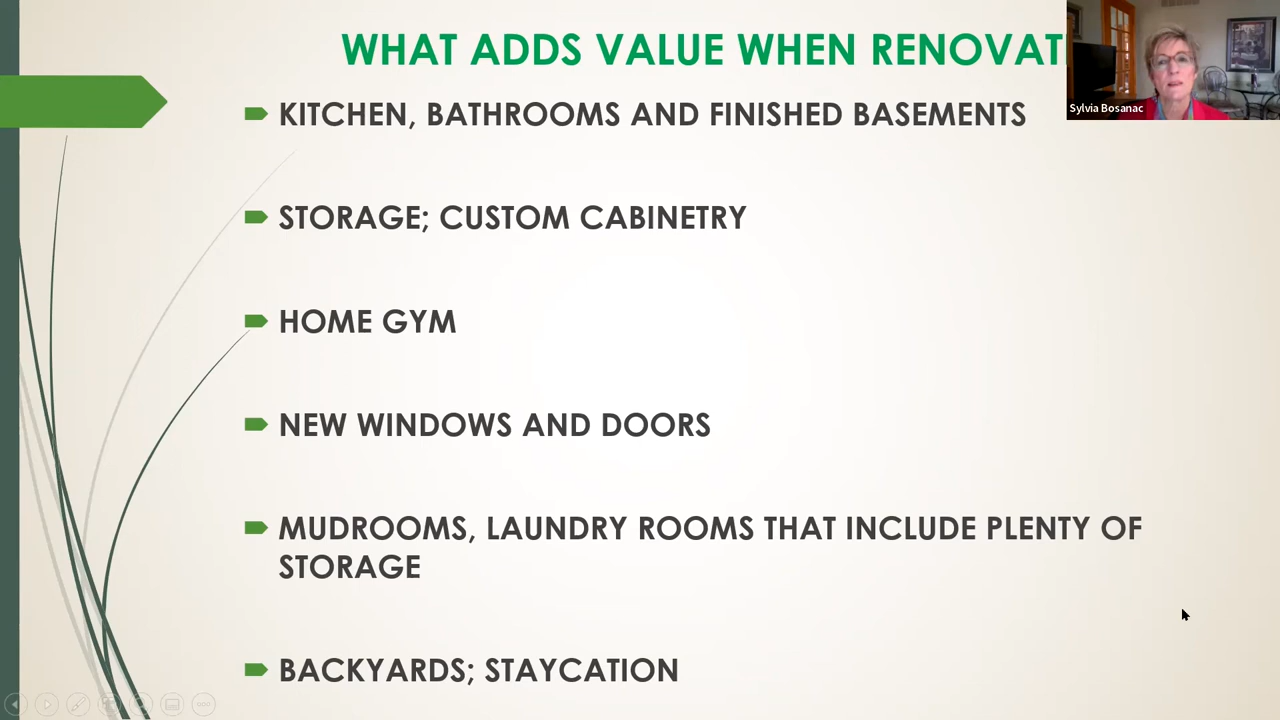 WHAT ADDS VALUE WHEN
KITCHEN, BATHROOMS AND FINISHED BASEMENTS
STORAGE; CUSTOM CABINETRY
HOME GYM
NEW WINDOWS AND DOORS
MUDROOMS, LAUNDRY ROOMS THAT INCLUDE PLENTY OF
STORAGE
BACKYARDS; STAYCATION
Sylvia Bosanac